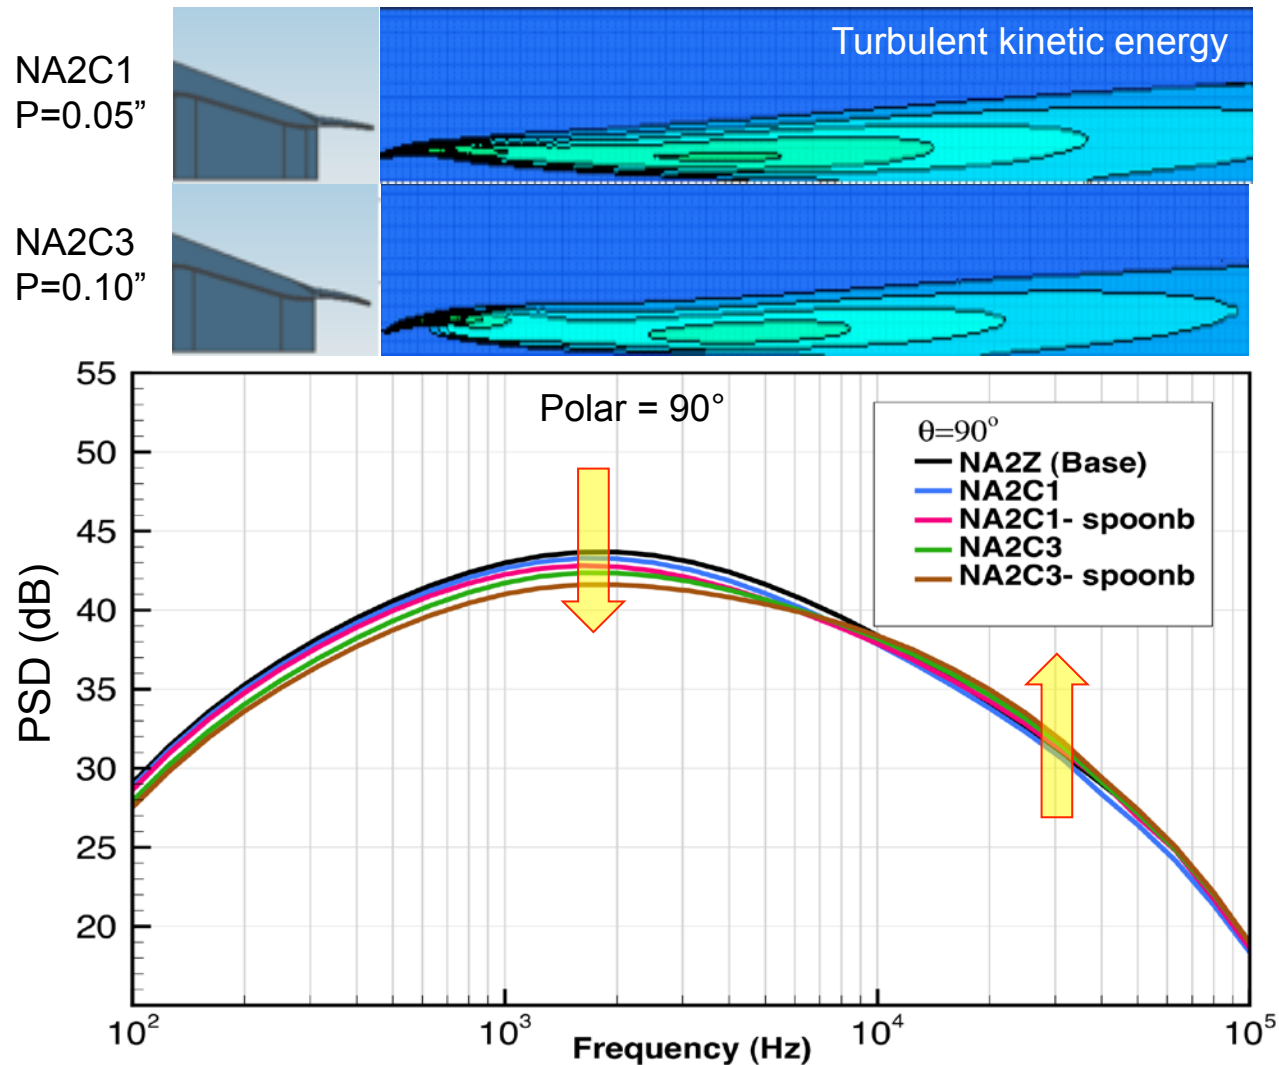 Turbulent kinetic energy
NA2C1
P=0.05”
NA2C3
P=0.10”
Polar = 90°
θ=90°
NA2Z (Base)
NA2C1
NA2C1- spoonb
NA2C3
NA2C3- spoonb
PSD (dB)
55
50
45
40
35
30
25
20
10² 10³ 10⁴ 10⁵
Frequency (Hz)